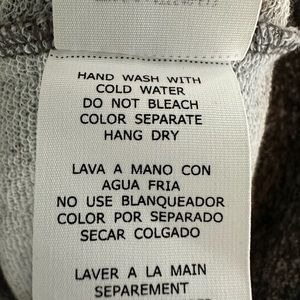 HAND WASH WITH
COLD WATER
DO NOT BLEACH
COLOR SEPARATE
HANG DRY
LAVA A MANO CON
AGUA FRIA
NO USE BLANQUEADOR
COLOR POR SEPARADO
SECAR COLGADO
LAVER A LA MAIN
SEPAREMENT